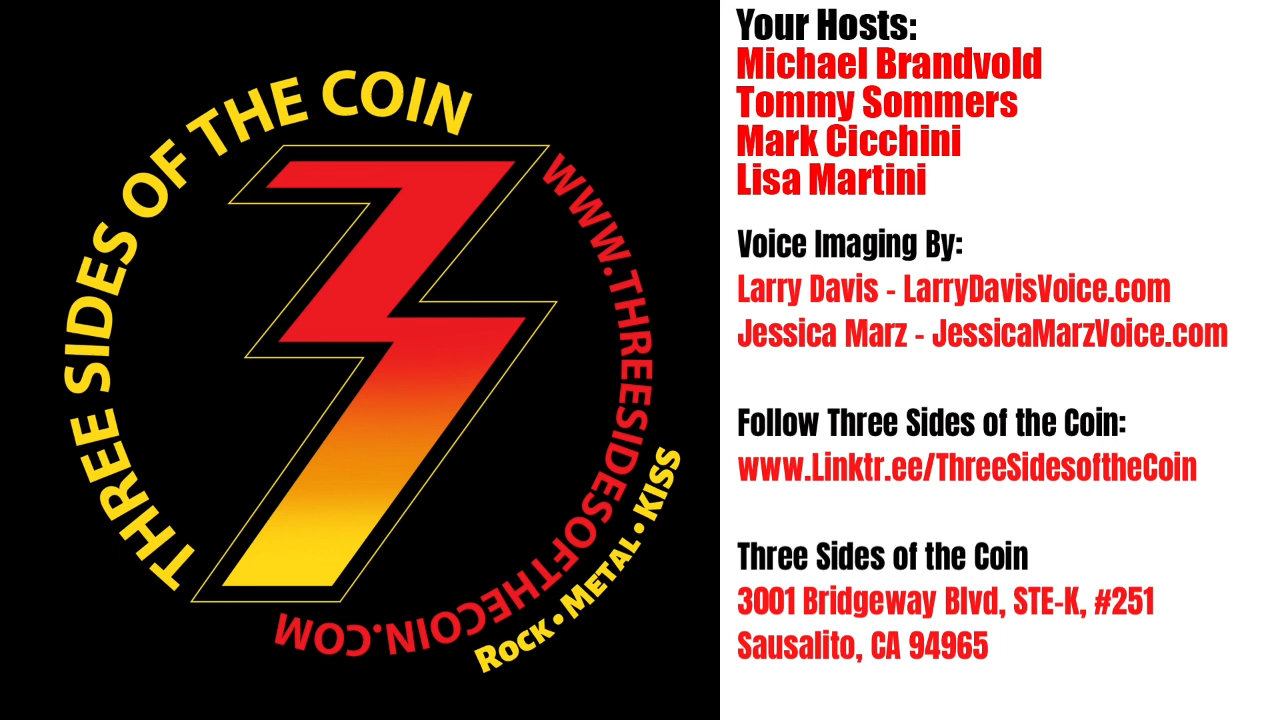 THREE SIDES OF THE COIN
WWW.THREESIDESOFTHECOIN.COM
ROCK • METAL • KISS
Your Hosts:
Michael Brandvold
Tommy Sommers
Mark Cicchini
Lisa Martini
Voice Imaging By:
Larry Davis - LarryDavisVoice.com
Jessica Marz - JessicaMarzVoice.com
Follow Three Sides of the Coin:
www.Linktr.ee/ThreeSidesoftheCoin
Three Sides of the Coin
3001 Bridgeway Blvd, STE-K, #251
Sausalito, CA 94965